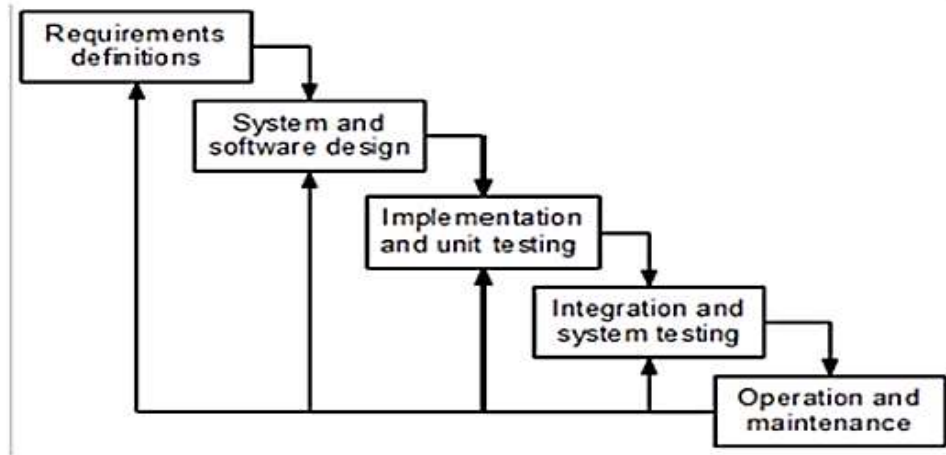 Requirements
definitions
System and
software design
Implementation
and unit testing
Integration and
system testing
Operation and
maintenance